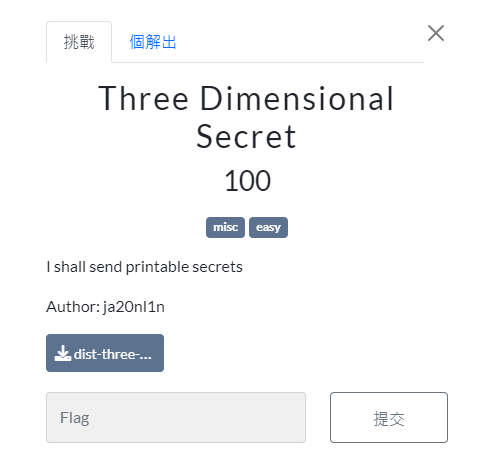 挑戰 個解出
Three Dimensional
Secret
100
misc easy
I shall send printable secrets
Author: ja20nl1n
dist-three-...
Flag 提交